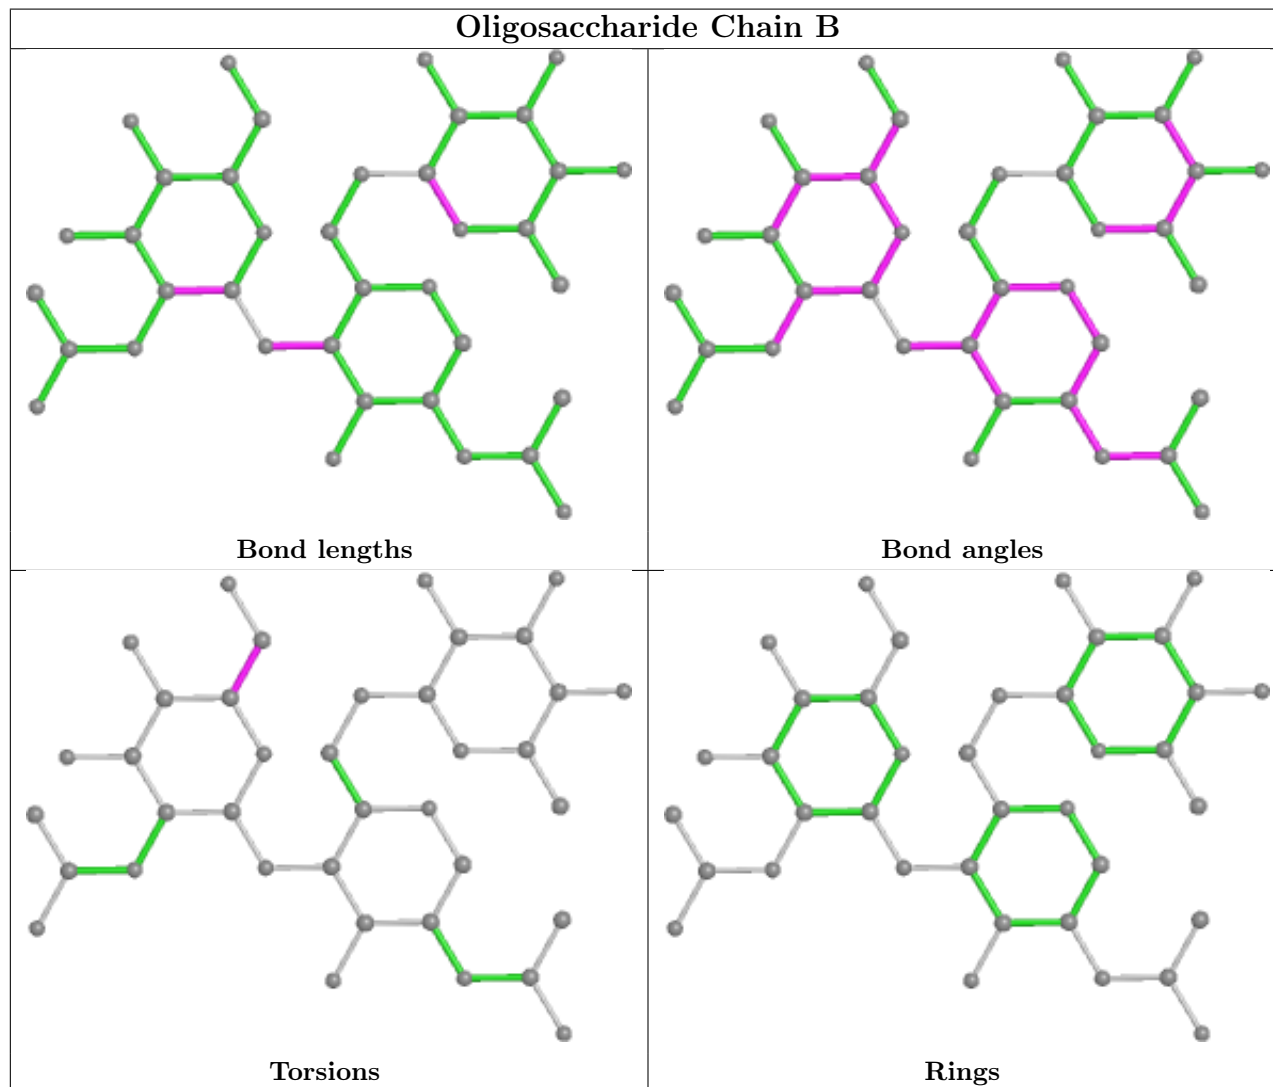 Oligosaccharide Chain B
Bond lengths
Bond angles
Torsions
Rings